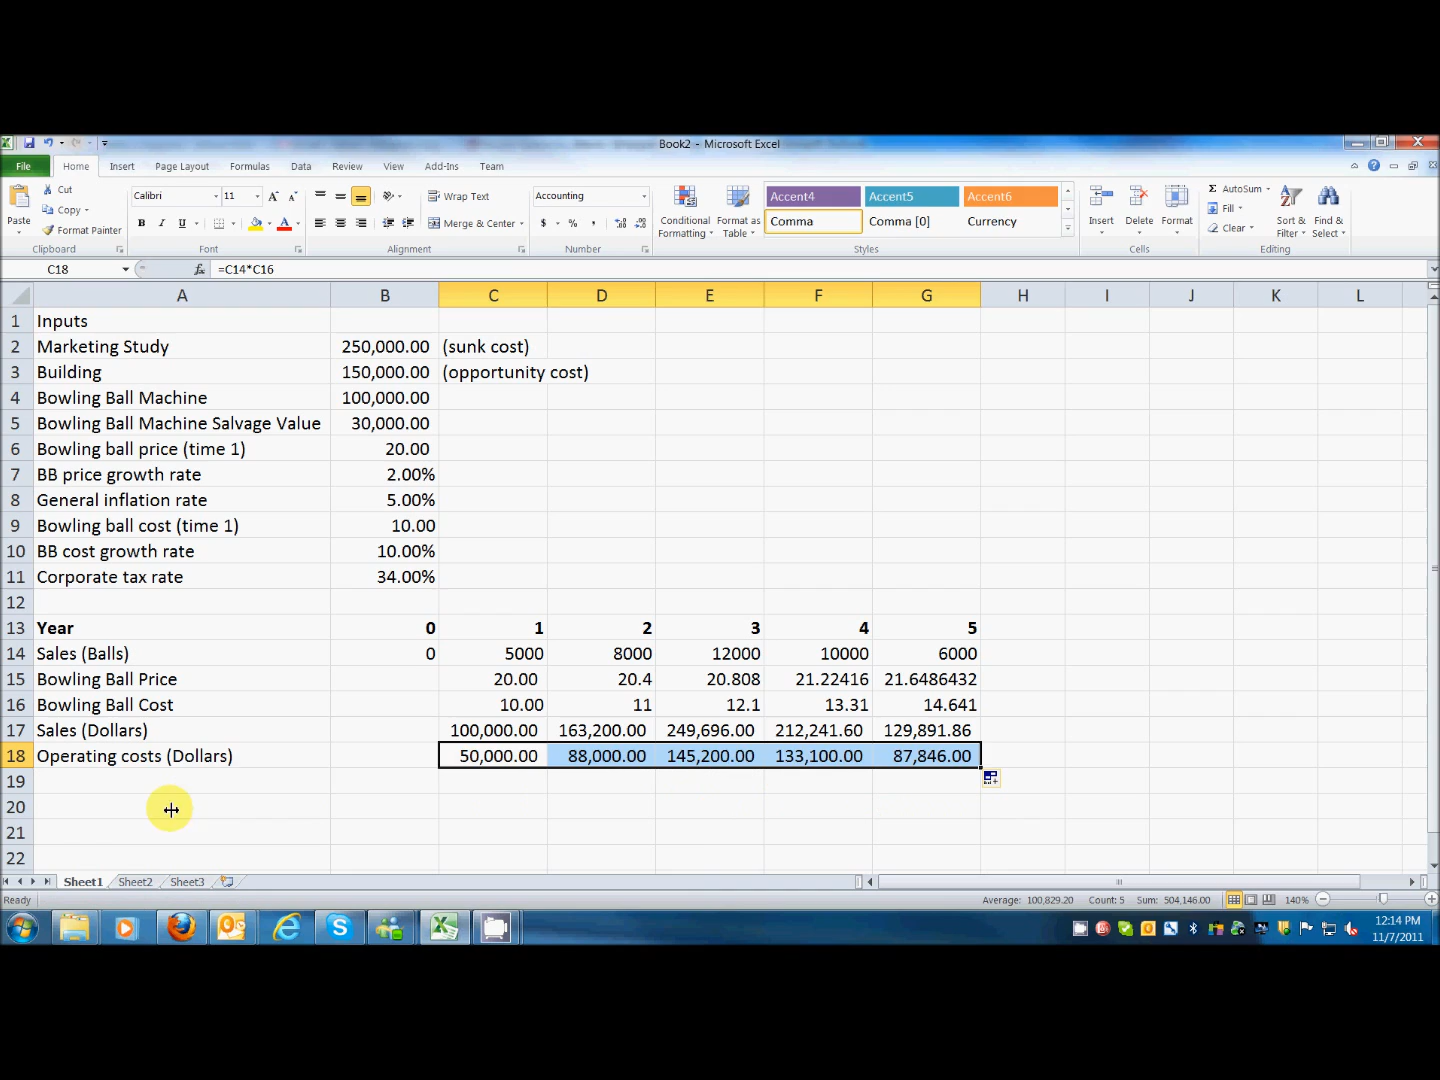 Book2 - Microsoft Excel
File Home Insert Page Layout Formulas Data Review View Add-Ins Team
Paste
Cut
Copy
Format Painter
Clipboard
Calibri 11
B I U
Font
Wrap Text
Merge & Center
Alignment
Accounting
$ % ,
Number
Conditional Formatting
Format as Table
Accent4 Accent5 Accent6
Comma Comma [0] Currency
Styles
Insert Delete Format
Cells
AutoSum
Fill
Clear
Sort & Filter
Find & Select
Editing
C18 fx =C14*C16
A B C D E F G H I J K L
1 Inputs
2 Marketing Study 250,000.00 (sunk cost)
3 Building 150,000.00 (opportunity cost)
4 Bowling Ball Machine 100,000.00
5 Bowling Ball Machine Salvage Value 30,000.00
6 Bowling ball price (time 1) 20.00
7 BB price growth rate 2.00%
8 General inflation rate 5.00%
9 Bowling ball cost (time 1) 10.00
10 BB cost growth rate 10.00%
11 Corporate tax rate 34.00%
12
13 Year 0 1 2 3 4 5
14 Sales (Balls) 0 5000 8000 12000 10000 6000
15 Bowling Ball Price 20.00 20.4 20.808 21.22416 21.6486432
16 Bowling Ball Cost 10.00 11 12.1 13.31 14.641
17 Sales (Dollars) 100,000.00 163,200.00 249,696.00 212,241.60 129,891.86
18 Operating costs (Dollars) 50,000.00 88,000.00 145,200.00 133,100.00 87,846.00
19
20
21
22
Sheet1 Sheet2 Sheet3
Ready Average: 100,829.20 Count: 5 Sum: 504,146.00 140%
12:14 PM
11/7/2011